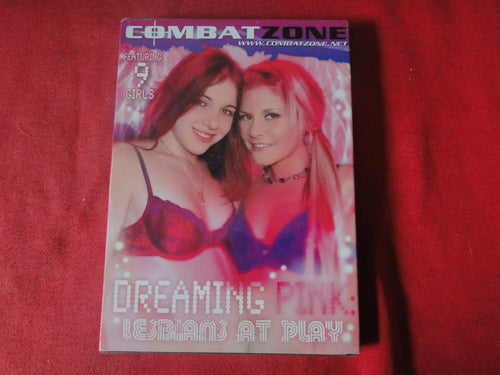 COMBATZONE
WWW.COMBATZONE.NET
FEATURING
9
GIRLS
DREAMING PINK:
LESBIANS AT PLAY